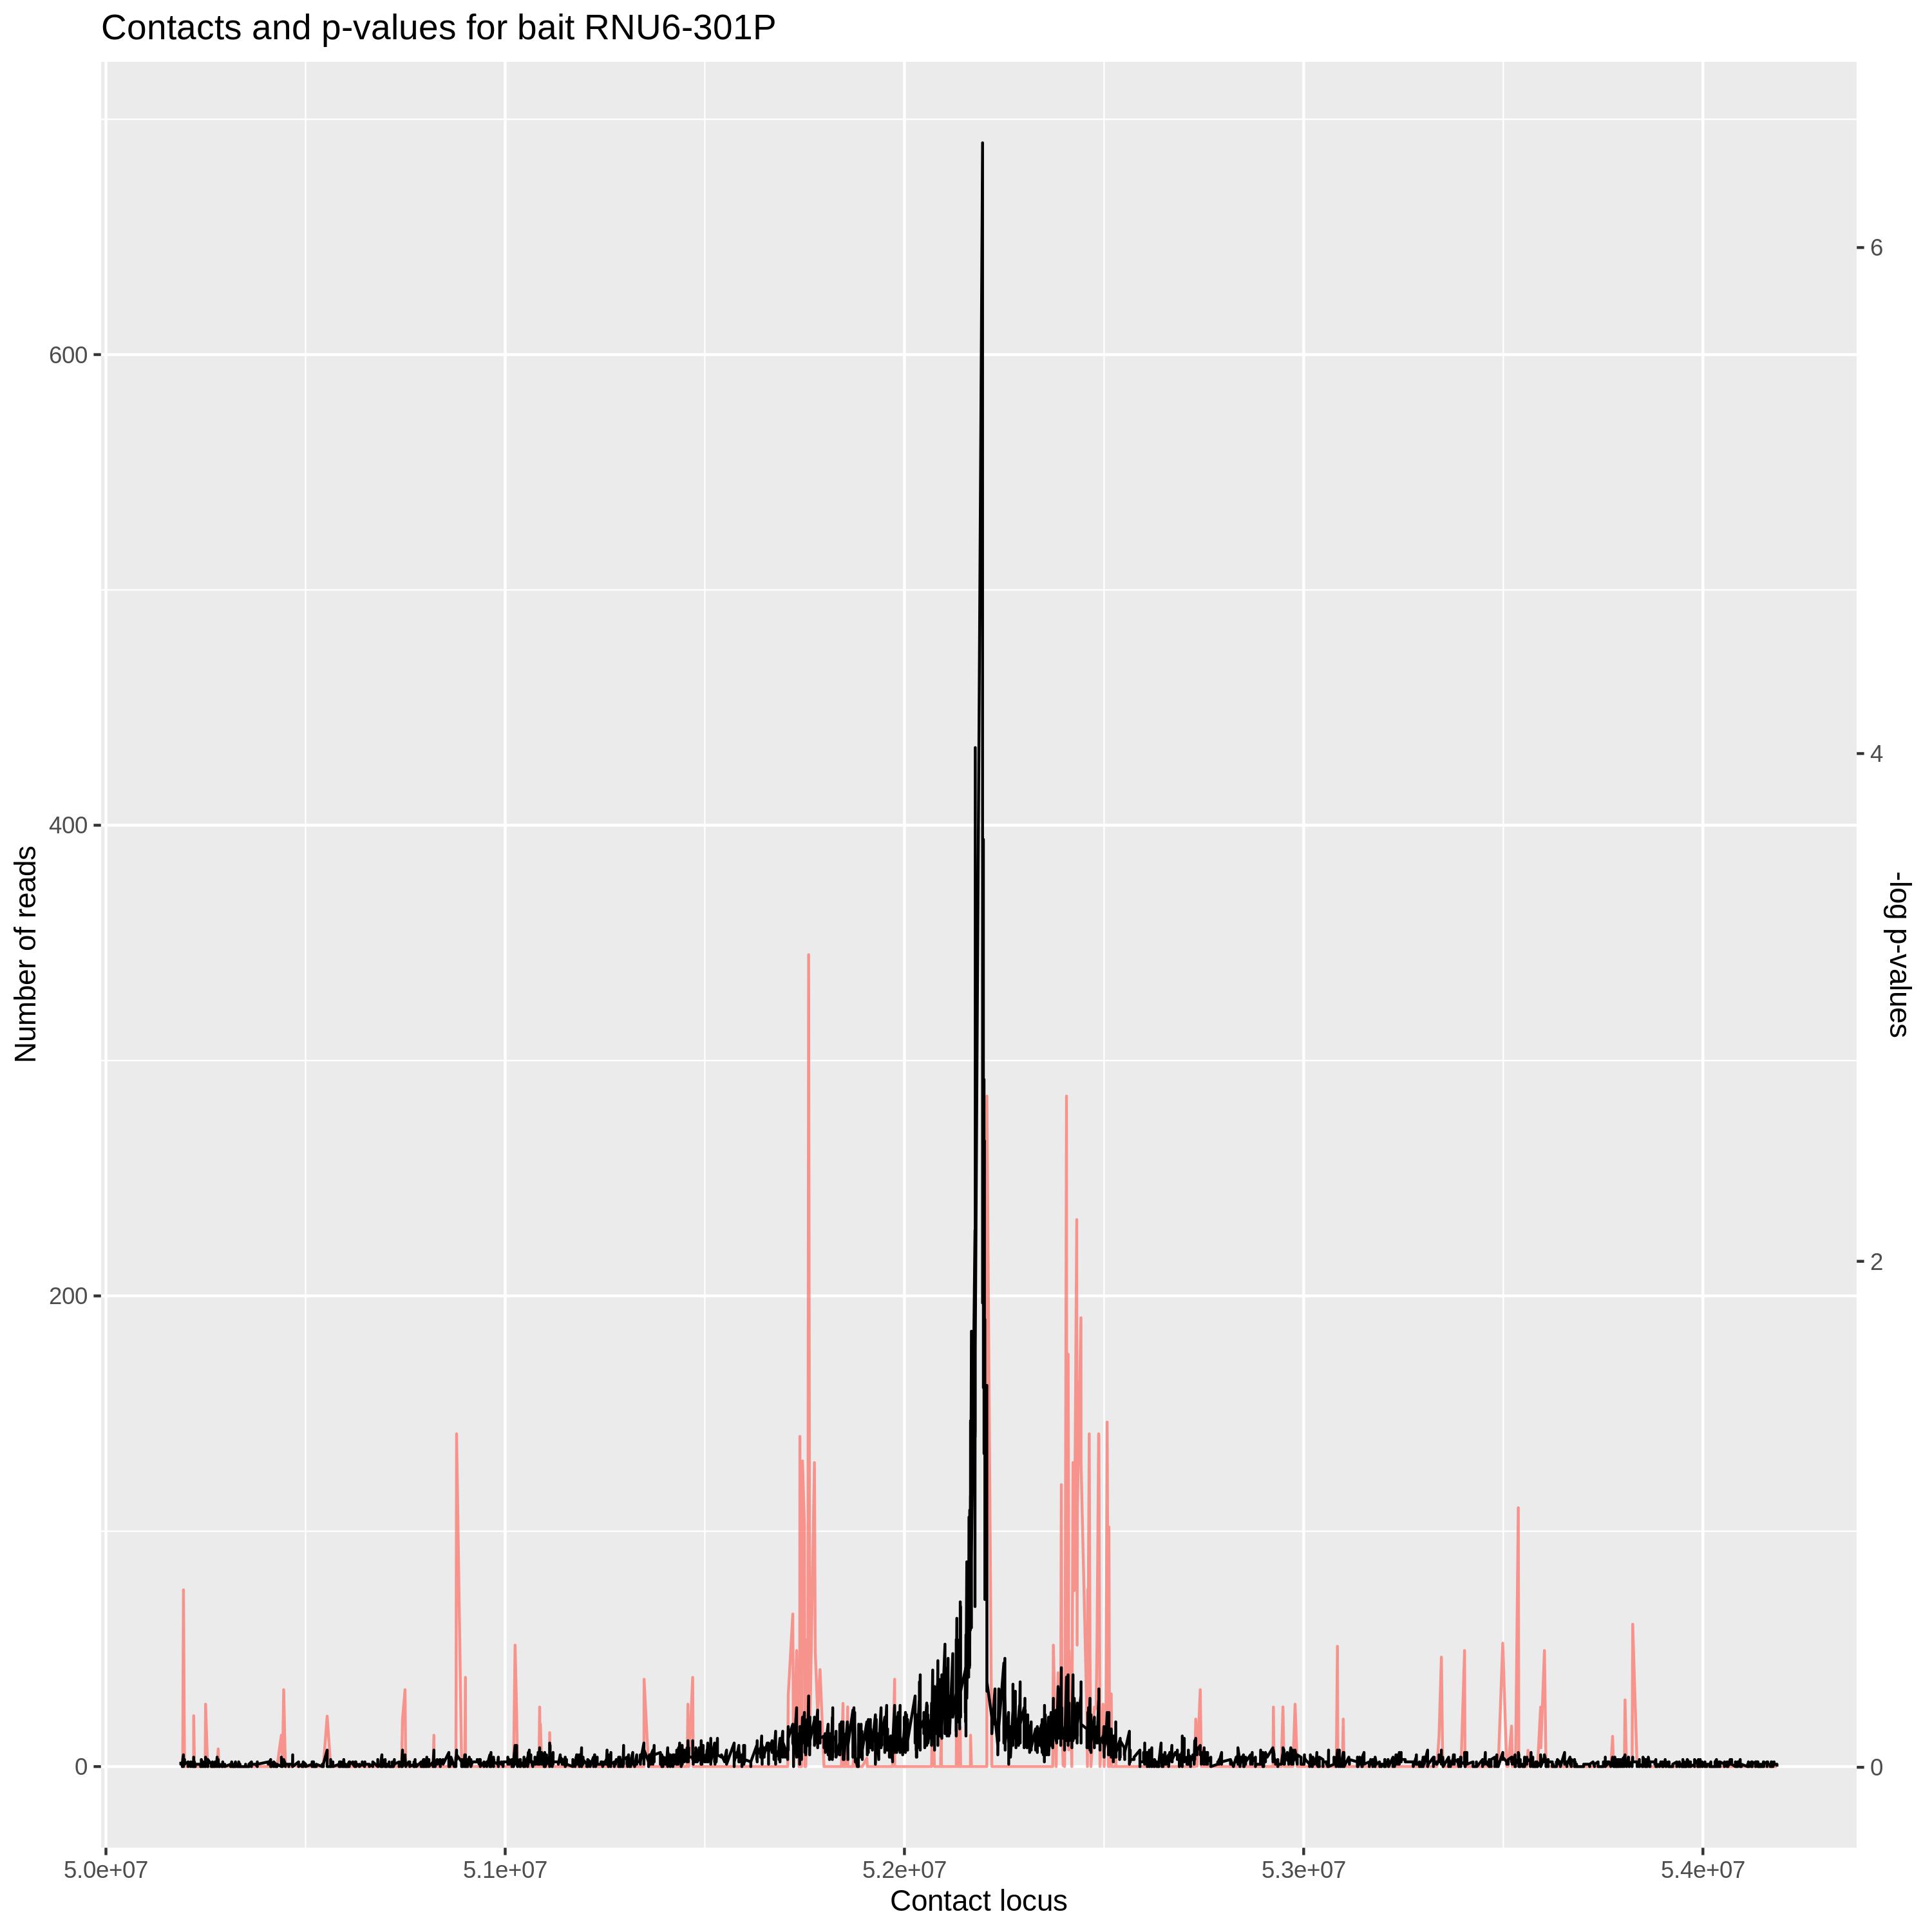 Contacts and p-values for bait RNU6-301P
Number of reads
600
400
200
0
6
4
2
0
-log p-values
5.0e+07
5.1e+07
5.2e+07
5.3e+07
5.4e+07
Contact locus